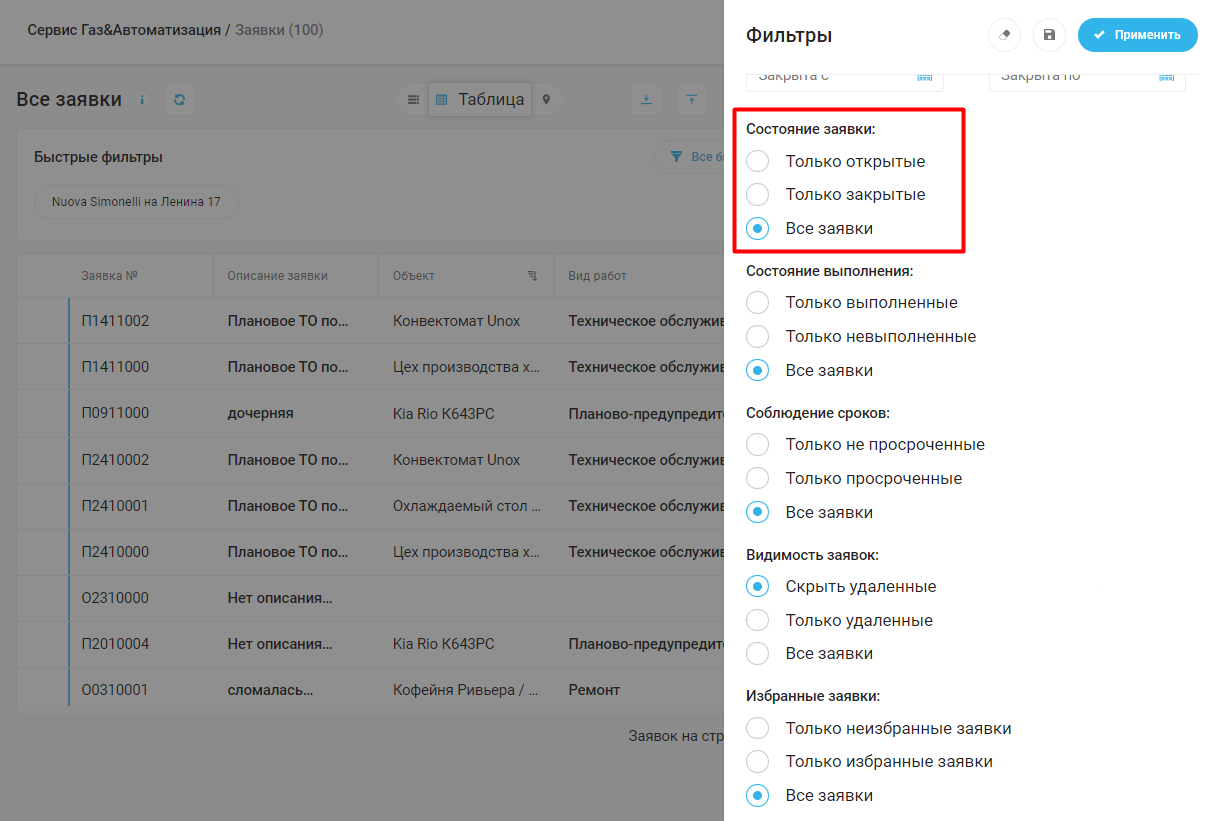 Сервис Газ&Автоматизация / Заявки (100)
Все заявки
Таблица
Быстрые фильтры
Все б
Nuova Simonelli на Ленина 17
Заявка № Описание заявки Объект Вид работ
П1411002 Плановое ТО по... Конвектомат Unox Техническое обслужив
П1411000 Плановое ТО по... Цех производства х... Техническое обслужив
П0911000 дочерняя Kia Rio К643РС Планово-предупредите
П2410002 Плановое ТО по... Конвектомат Unox Техническое обслужив
П2410001 Плановое ТО по... Охлаждаемый стол ... Техническое обслужив
П2410000 Плановое ТО по... Цех производства х... Техническое обслужив
О2310000 Нет описания...
П2010004 Нет описания... Kia Rio К643РС Планово-предупредите
О0310001 сломалась... Кофейня Ривьера / ... Ремонт
Заявок на стр
Фильтры
Применить
Закрыта с Закрыта по
Состояние заявки:
Только открытые
Только закрытые
Все заявки
Состояние выполнения:
Только выполненные
Только невыполненные
Все заявки
Соблюдение сроков:
Только не просроченные
Только просроченные
Все заявки
Видимость заявок:
Скрыть удаленные
Только удаленные
Все заявки
Избранные заявки:
Только неизбранные заявки
Только избранные заявки
Все заявки